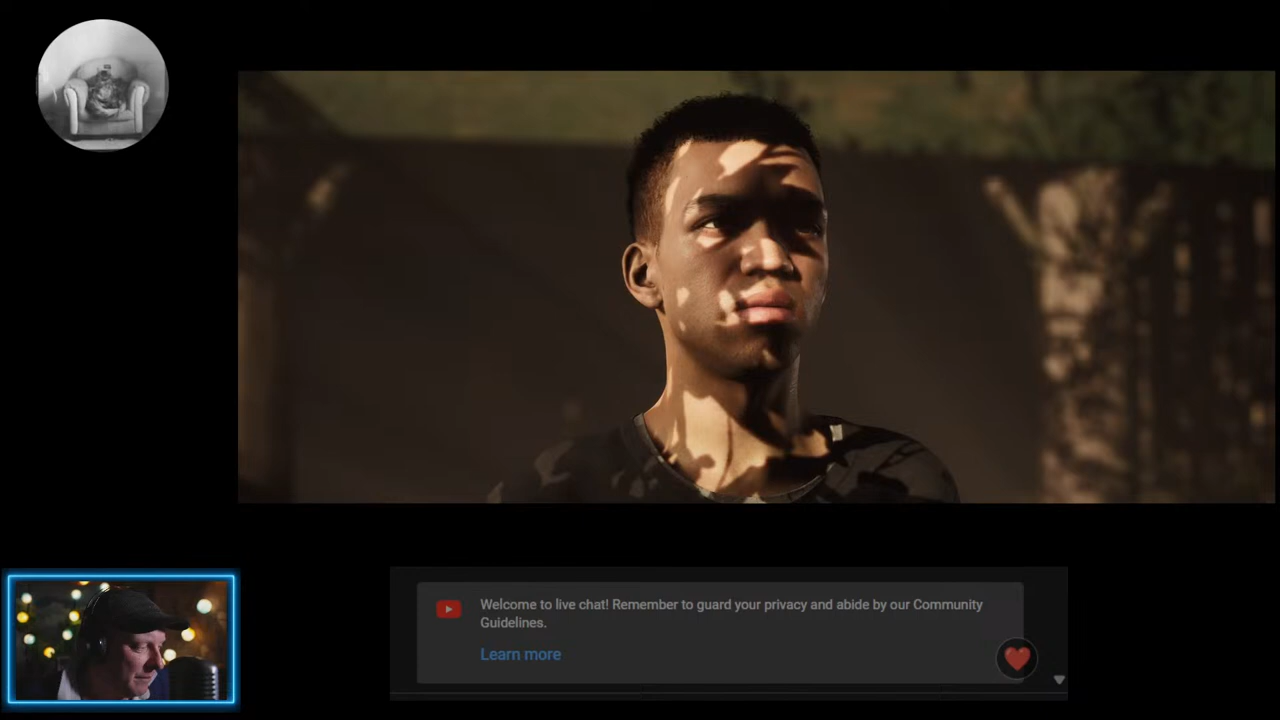 Welcome to live chat! Remember to guard your privacy and abide by our Community
Guidelines.
Learn more